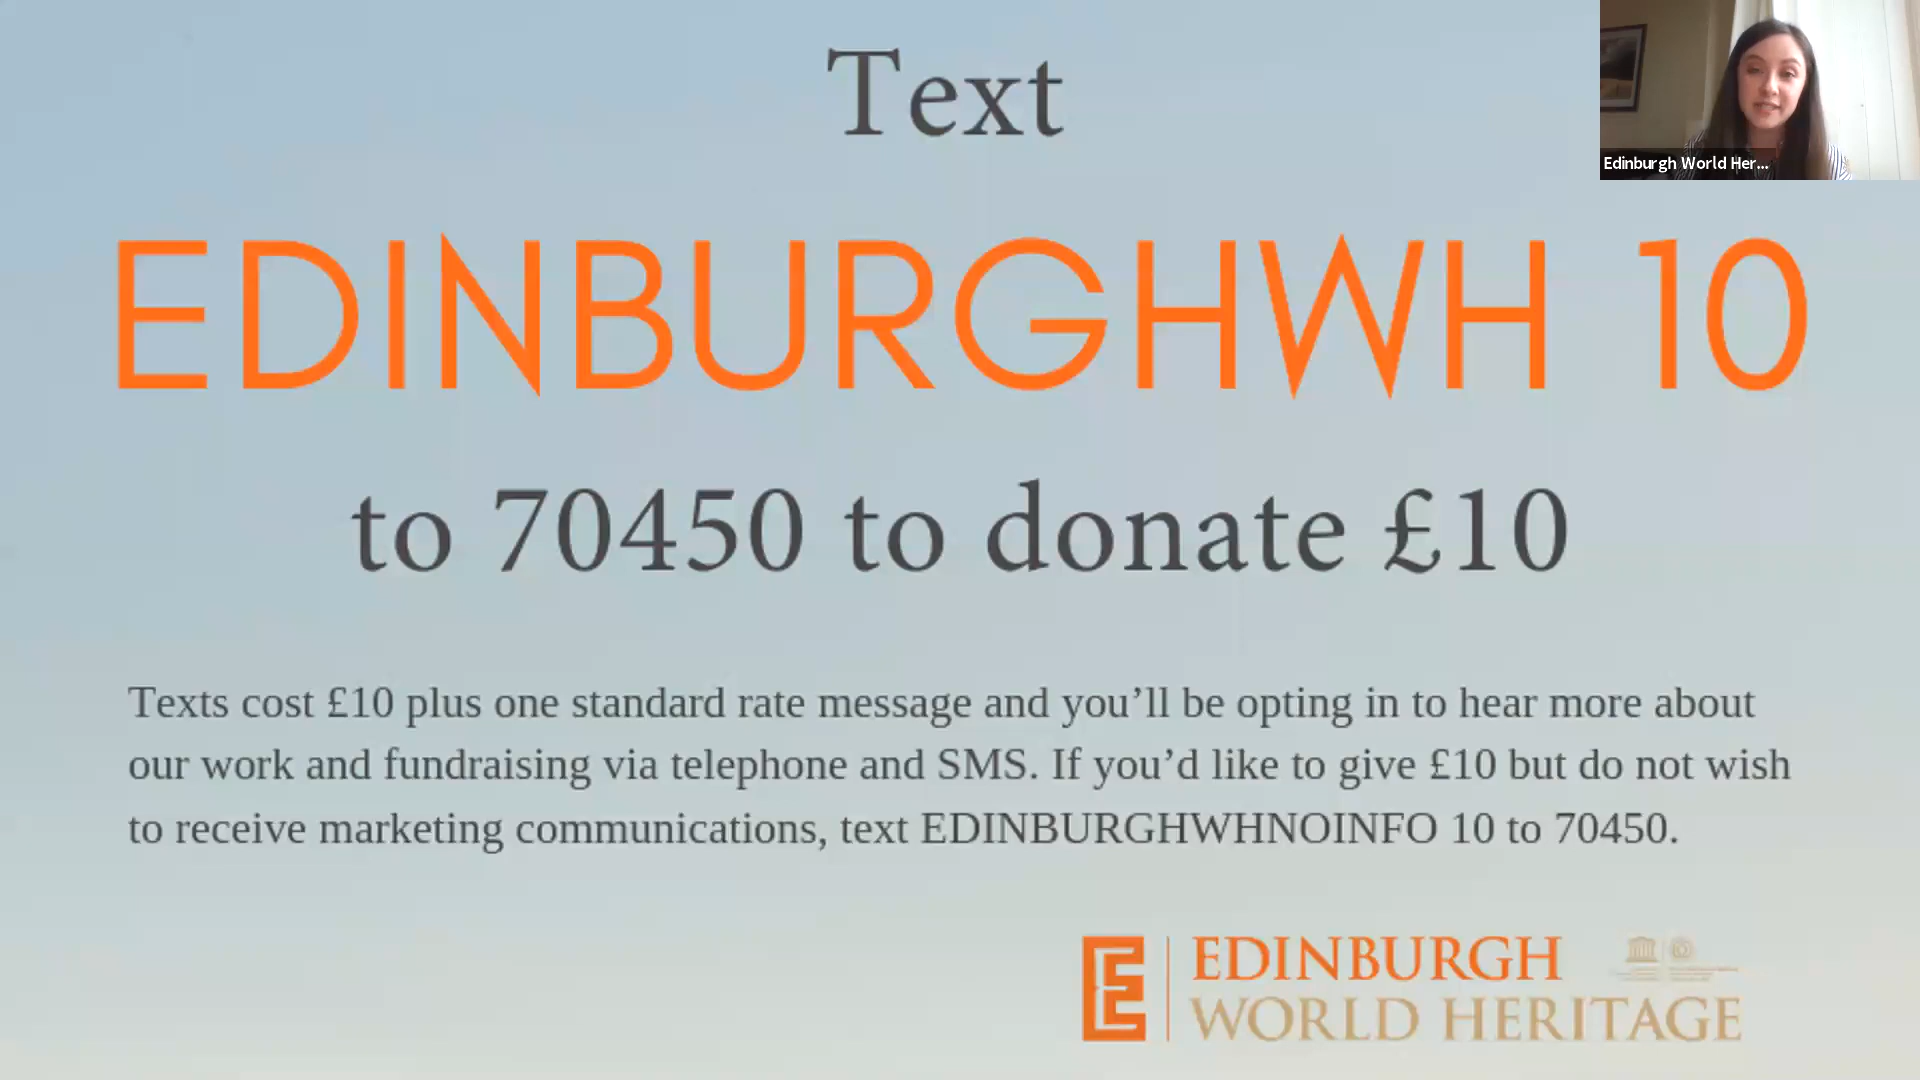 Text
Edinburgh World Her...
EDINBURGHWH 10
to 70450 to donate £10
Texts cost £10 plus one standard rate message and you’ll be opting in to hear more about
our work and fundraising via telephone and SMS. If you’d like to give £10 but do not wish
to receive marketing communications, text EDINBURGHWHNOINFO 10 to 70450.
EDINBURGH
WORLD HERITAGE